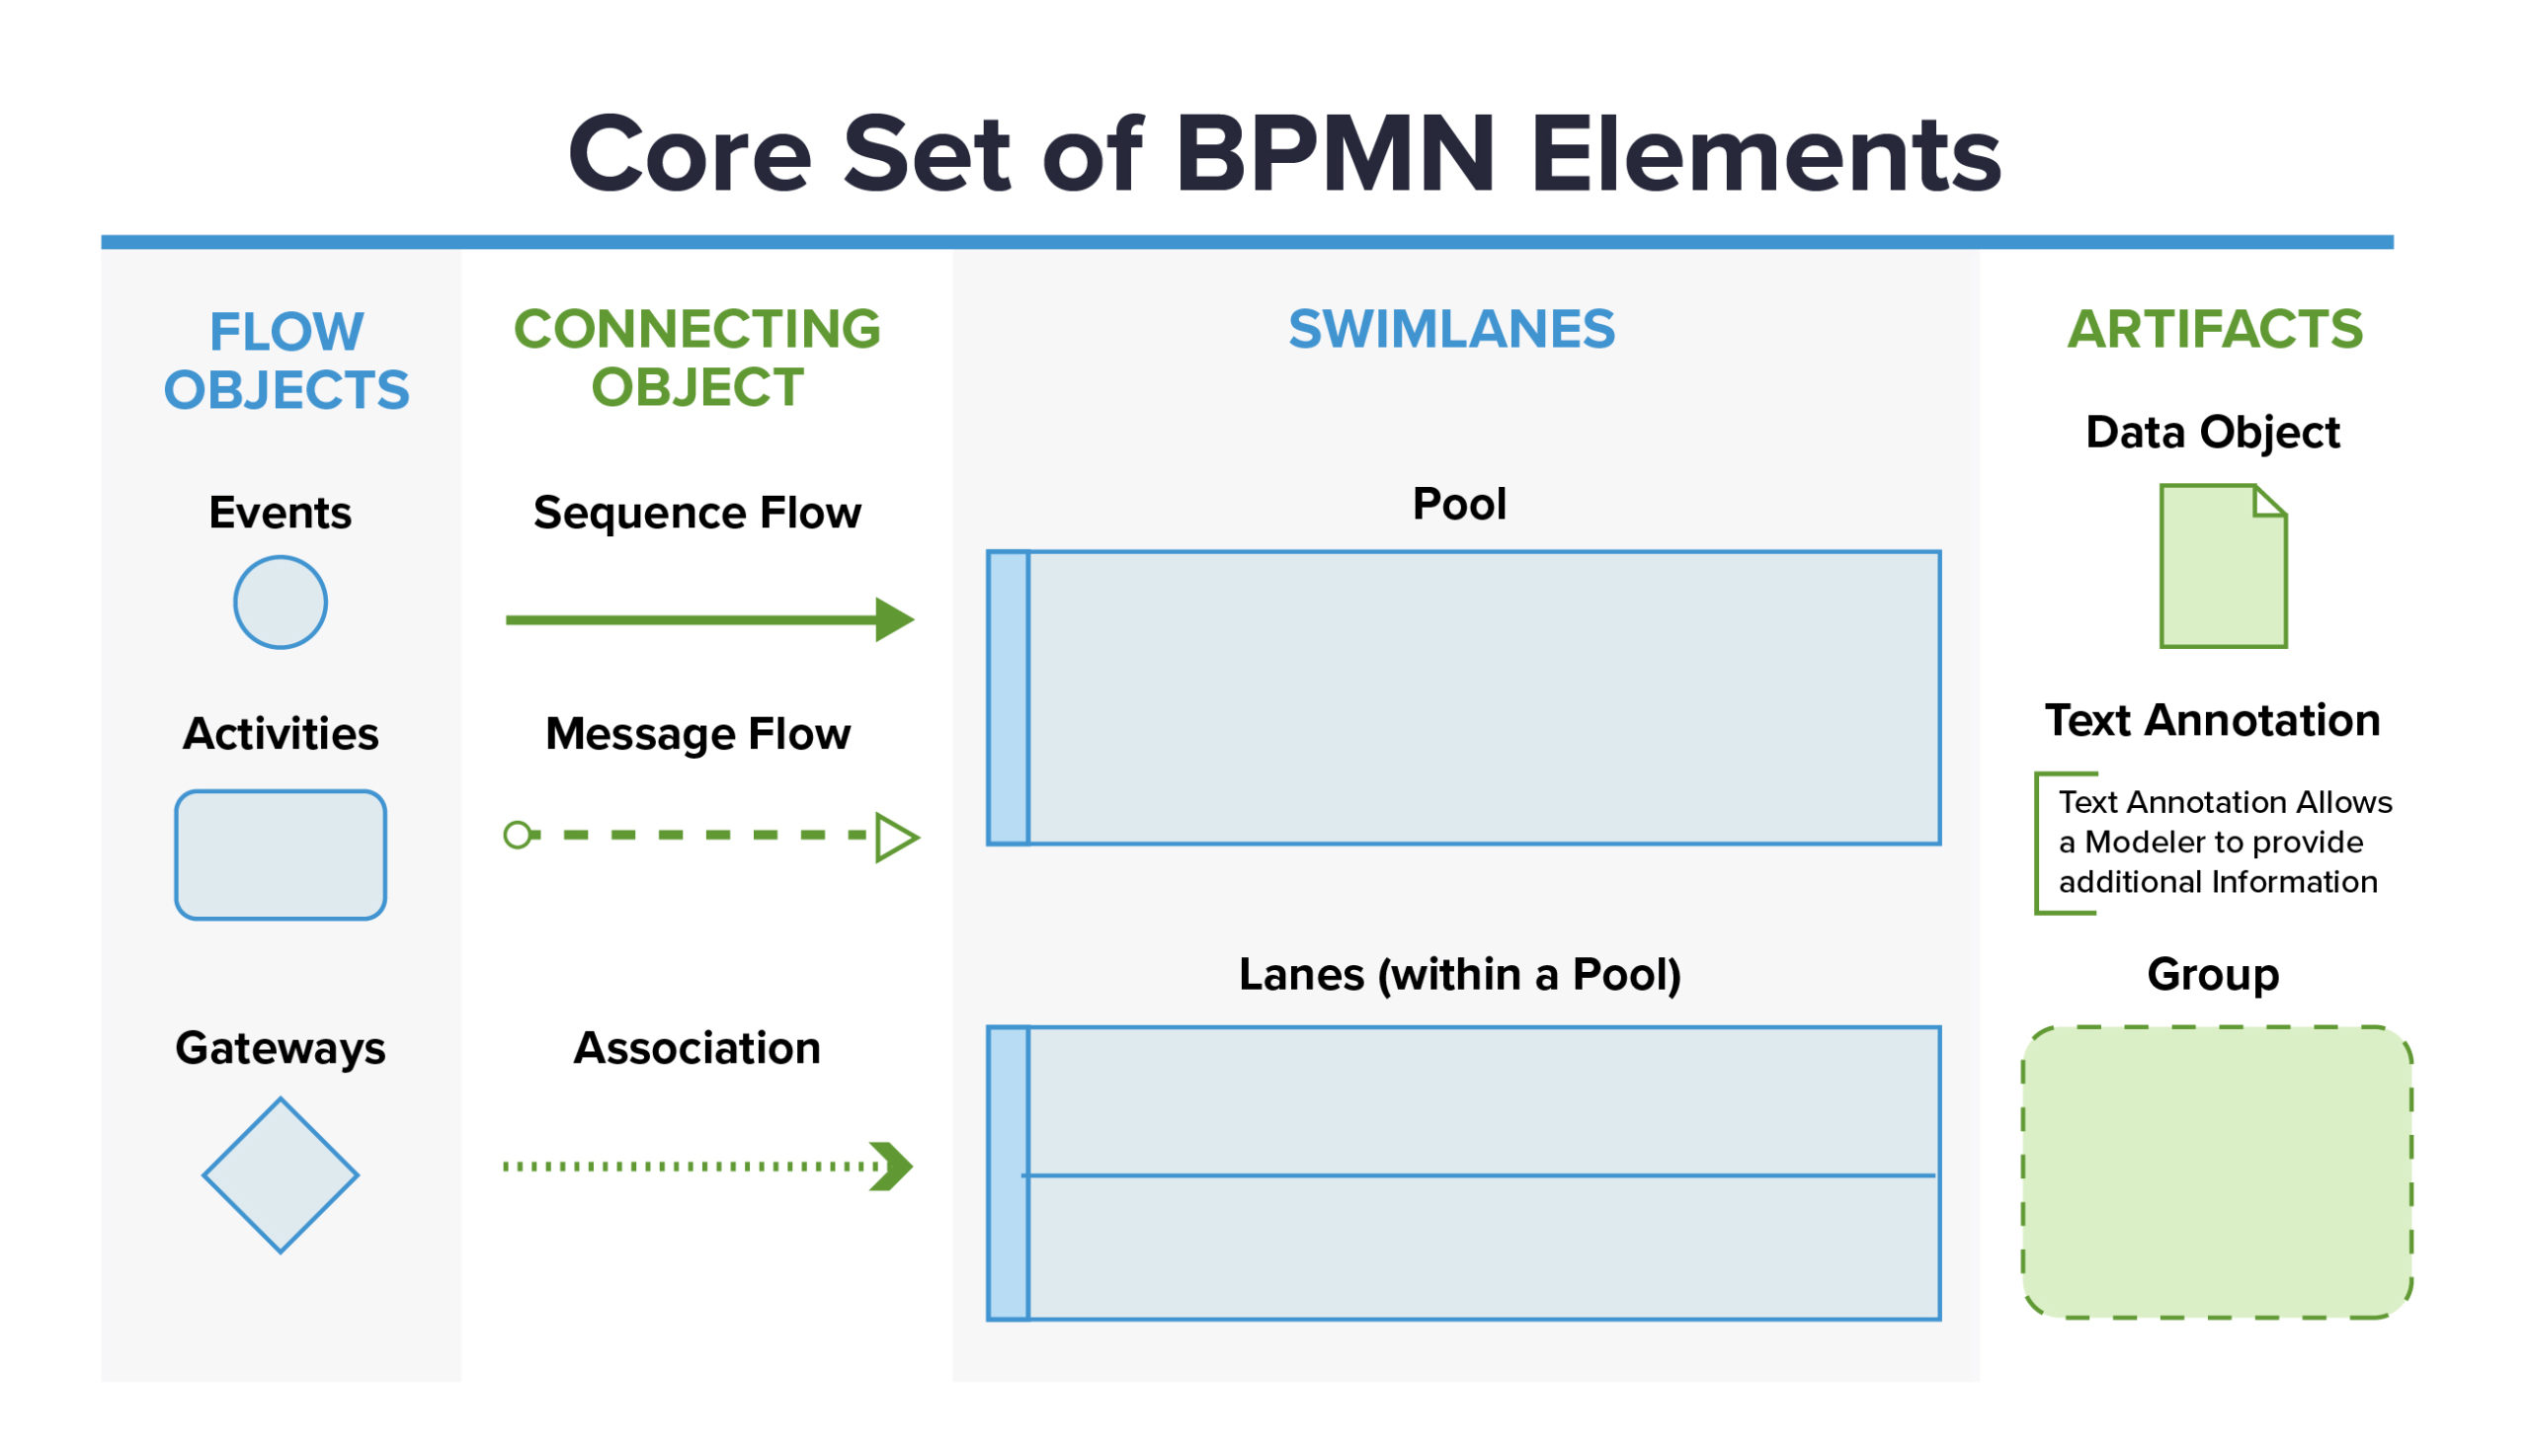 Core Set of BPMN Elements
FLOW
OBJECTS
Events
Activities
Gateways
CONNECTING
OBJECT
Sequence Flow
Message Flow
Association
SWIMLANES
Pool
Lanes (within a Pool)
ARTIFACTS
Data Object
Text Annotation
Text Annotation Allows
a Modeler to provide
additional Information
Group